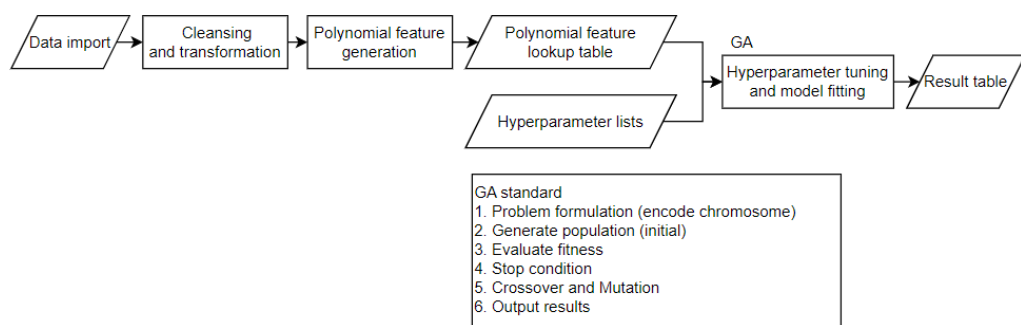 Data import
Cleansing
and transformation
Polynomial feature
generation
Polynomial feature
lookup table
Hyperparameter lists
GA
Hyperparameter tuning
and model fitting
Result table
GA standard
1. Problem formulation (encode chromosome)
2. Generate population (initial)
3. Evaluate fitness
4. Stop condition
5. Crossover and Mutation
6. Output results